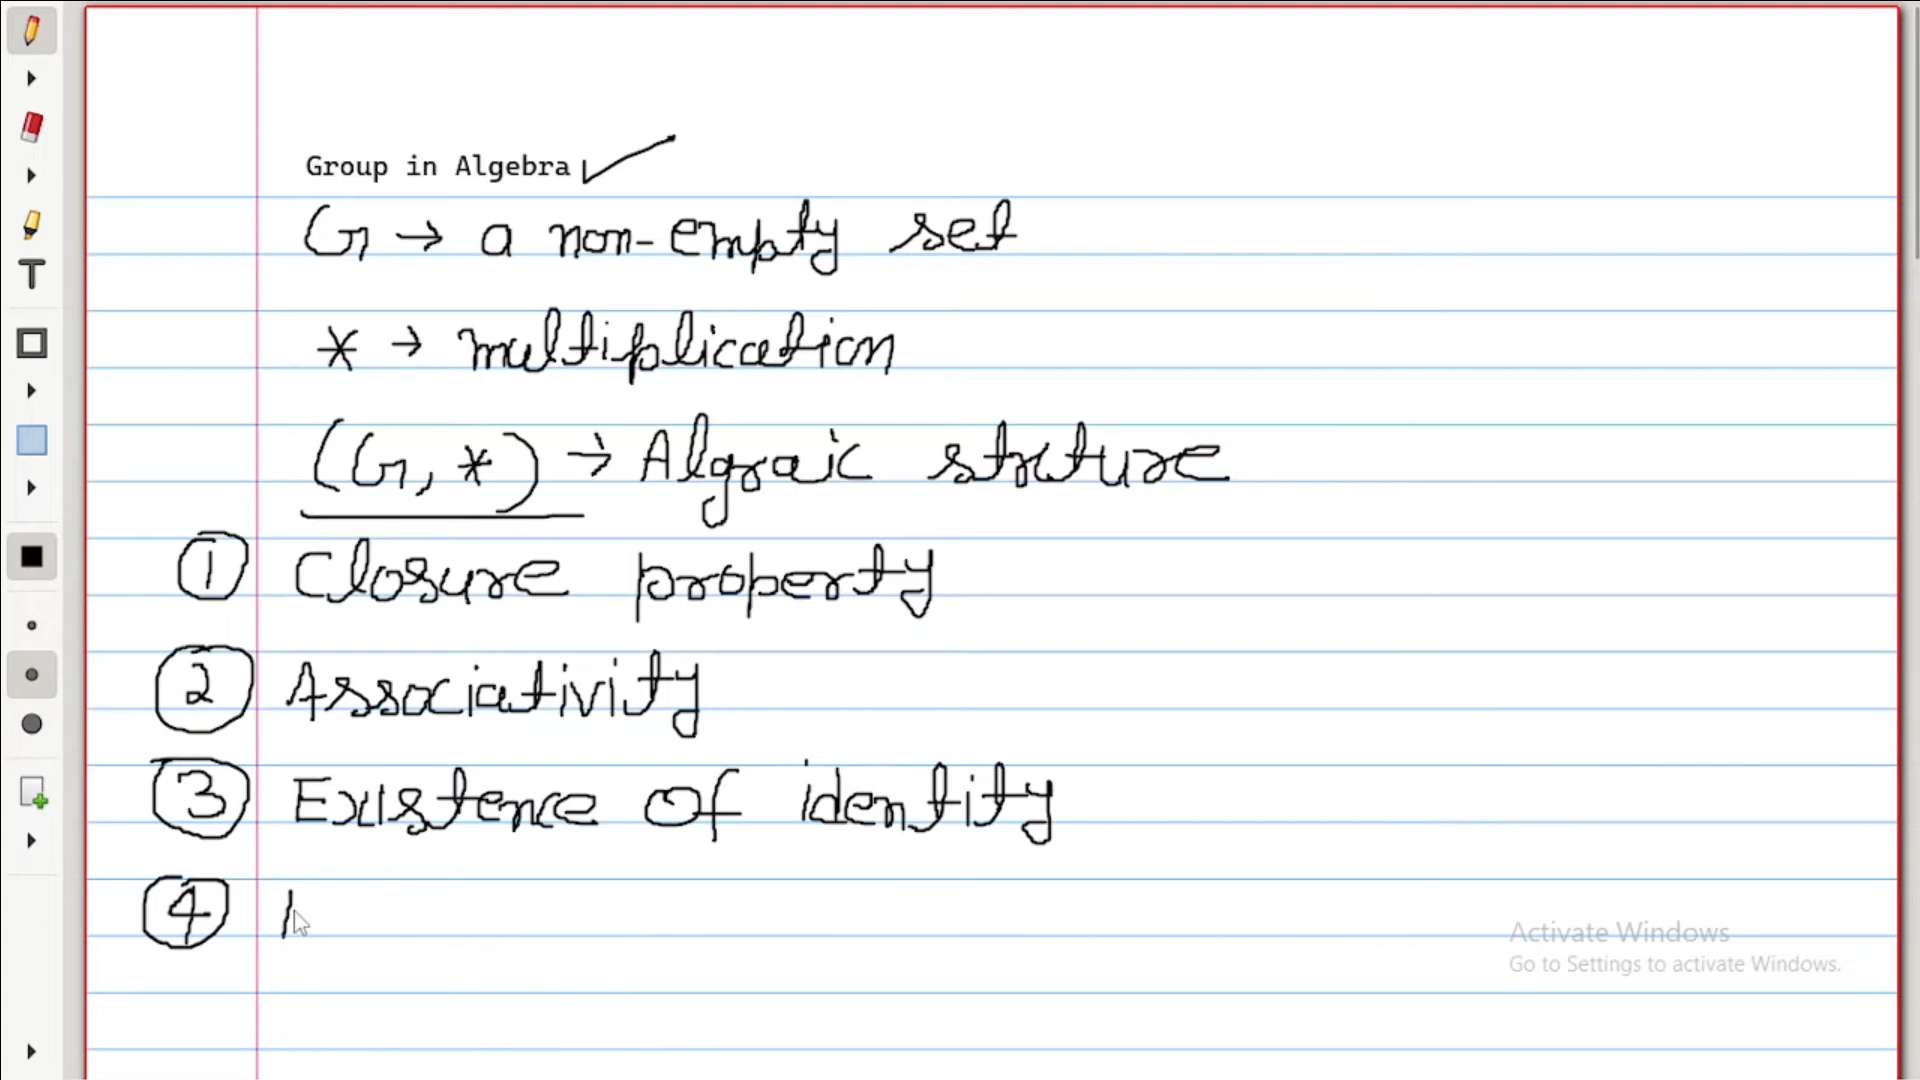 Group in Algebra
G → a non-empty set
* → multiplication
(G, *) → Algraic strcture
① Closure property
② Associativity
③ Existence of identity
④
Activate Windows
Go to Settings to activate Windows.